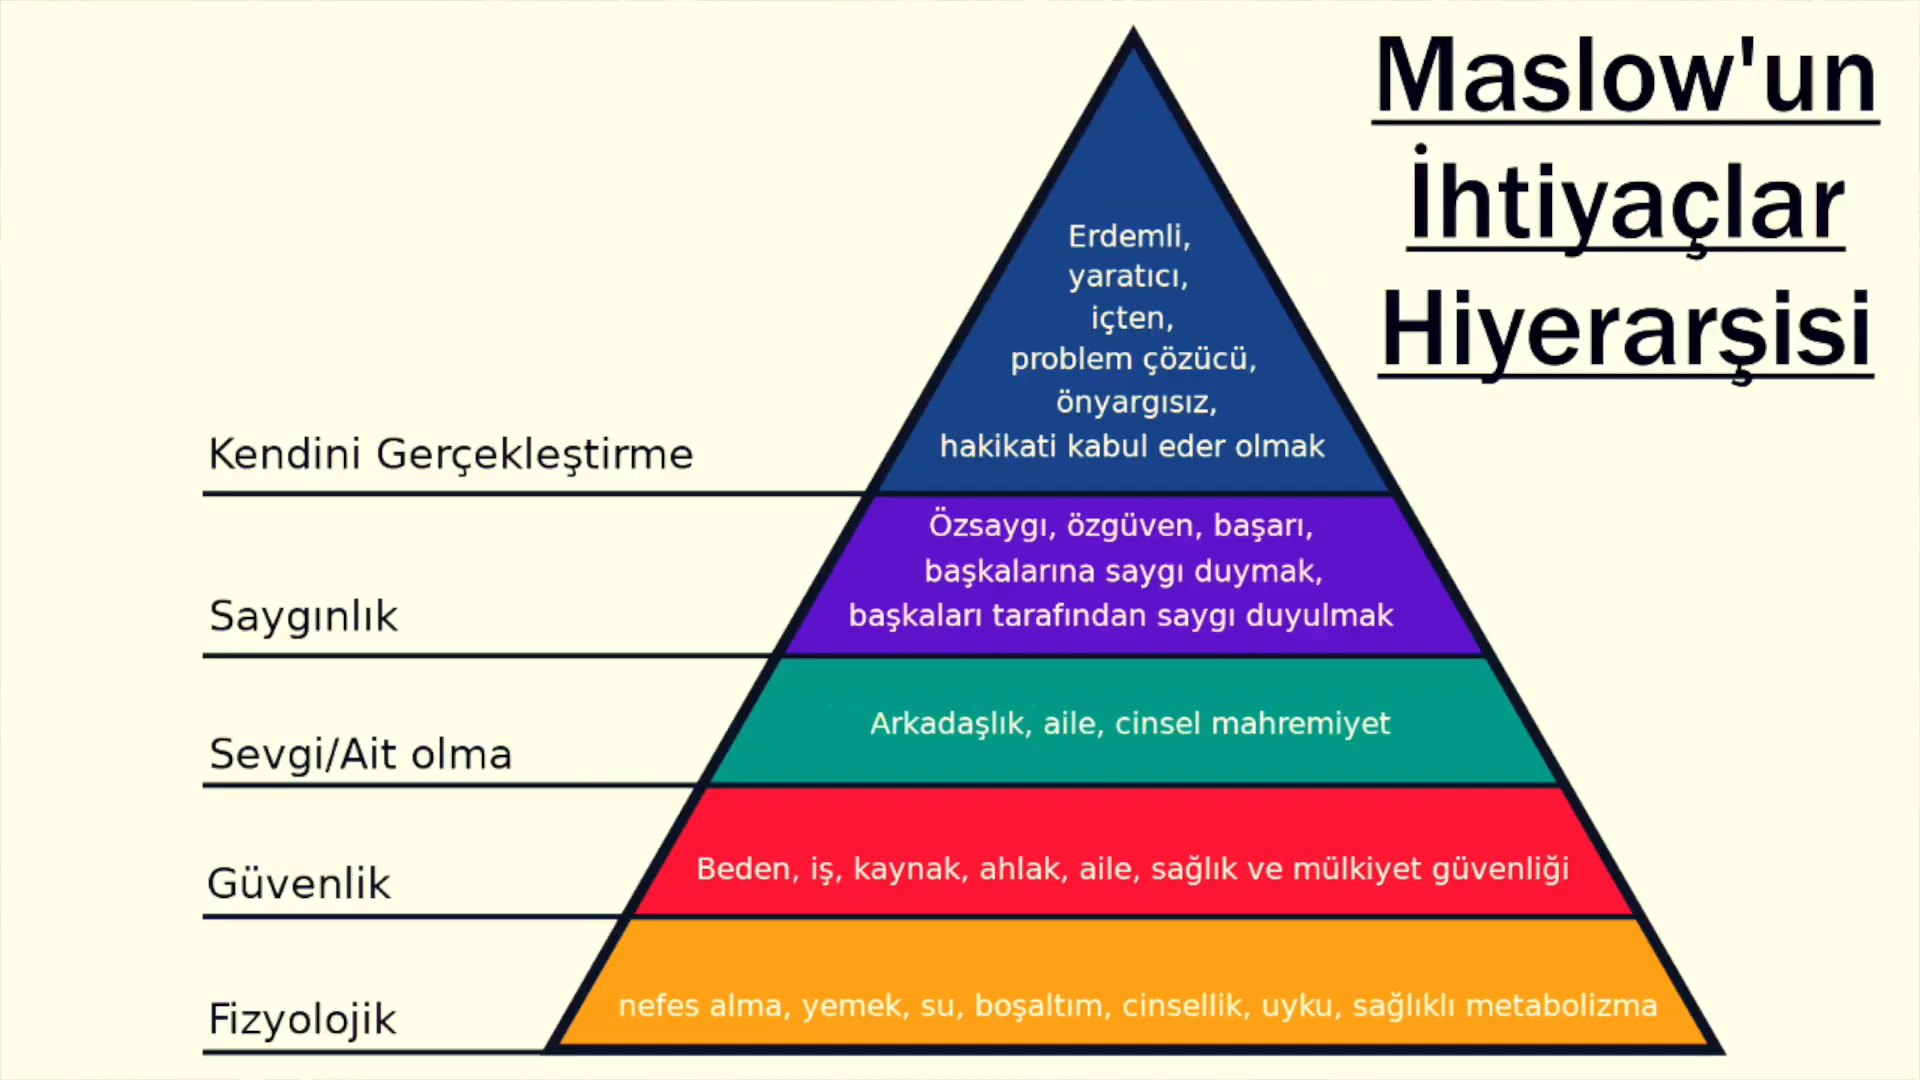 Maslow'un
İhtiyaçlar
Hiyerarşisi
Erdemli,
yaratıcı,
içten,
problem çözücü,
önyargısız,
hakikati kabul eder olmak
Kendini Gerçekleştirme
Özsaygı, özgüven, başarı,
başkalarına saygı duymak,
başkaları tarafından saygı duyulmak
Saygınlık
Arkadaşlık, aile, cinsel mahremiyet
Sevgi/Ait olma
Beden, iş, kaynak, ahlak, aile, sağlık ve mülkiyet güvenliği
Güvenlik
nefes alma, yemek, su, boşaltım, cinsellik, uyku, sağlıklı metabolizma
Fizyolojik